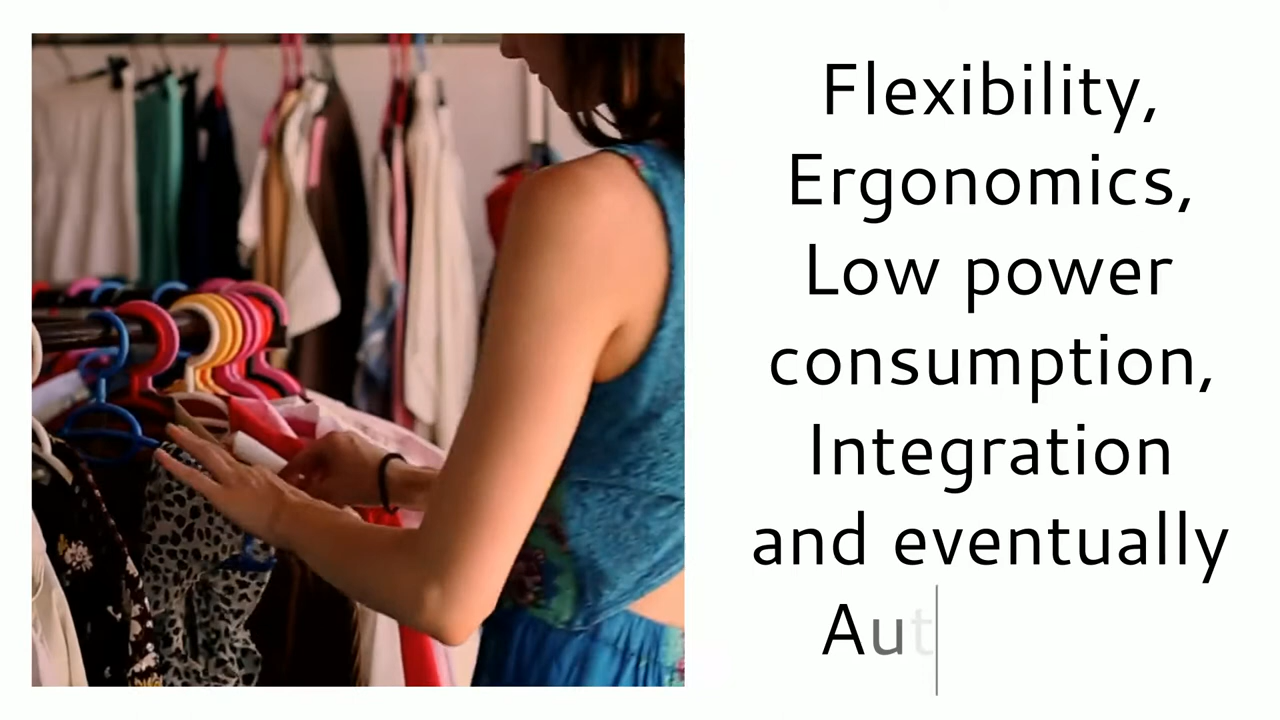 Flexibility,
Ergonomics,
Low power
consumption,
Integration
and eventually
Aut